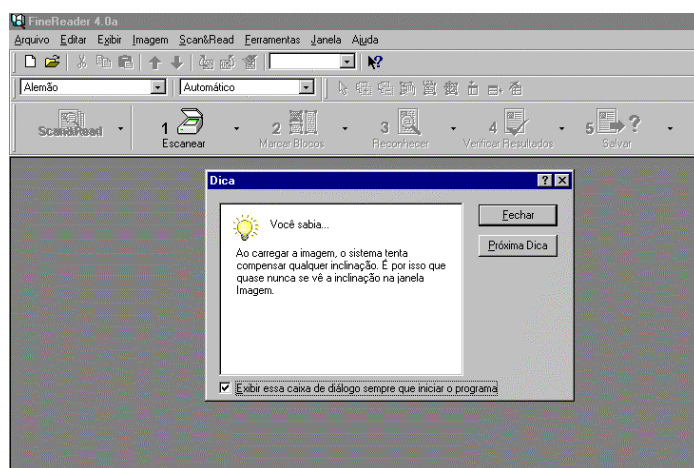 FineReader 4.0a
Arquivo Editar Exibir Imagem Scan&Read Ferramentas Janela Ajuda
Alemão Automático
Scan&Read 1 2 3 4 5 ?
Escanear Marcar Blocos Reconhecer Verificar Resultados Salvar
Dica
Você sabia...
Fechar
Próxima Dica
Ao carregar a imagem, o sistema tenta
compensar qualquer inclinação. É por isso que
quase nunca se vê a inclinação na janela
Imagem.
Exibir essa caixa de diálogo sempre que iniciar o programa